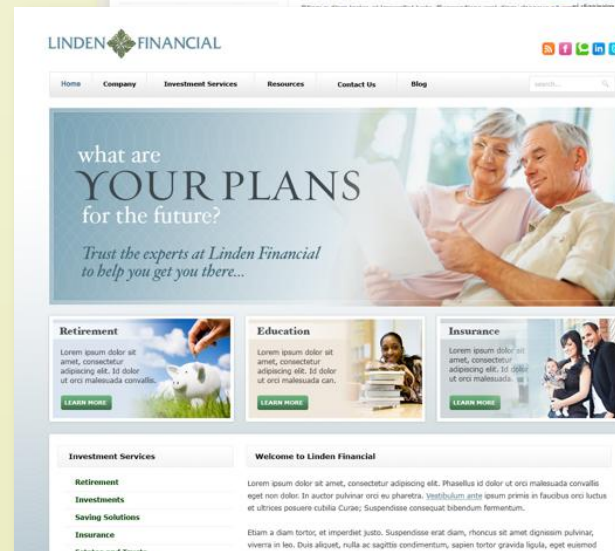 LINDEN FINANCIAL
Home Company Investment Services Resources Contact Us Blog search...
what are
YOUR PLANS
for the future?
Trust the experts at Linden Financial
to help you get you there...
Retirement
Lorem ipsum dolor sit
amet, consectetur
adipiscing elit. Id dolor
ut orci malesuada convallis.
LEARN MORE
Education
Lorem ipsum dolor sit
amet, consectetur
adipiscing elit. Id dolor
ut orci malesuada can.
LEARN MORE
Insurance
Lorem ipsum dolor sit
amet, consectetur
adipiscing elit. Id dolor
ut orci malesuada.
LEARN MORE
Investment Services
Retirement
Investments
Saving Solutions
Insurance
Welcome to Linden Financial
Lorem ipsum dolor sit amet, consectetur adipiscing elit. Phasellus id dolor ut orci malesuada convallis
eget non dolor. In auctor pulvinar orci eu pharetra. Vestibulum ante ipsum primis in faucibus orci luctus
et ultrices posuere cubilia Curae; Suspendisse consequat bibendum fermentum.
Etiam a diam tortor, et imperdiet justo. Suspendisse erat diam, rhoncus sit amet dignissim pulvinar,
viverra in leo. Duis aliquet, nulla ac sagittis condimentum, sapien tortor gravida ligula, eget euismod